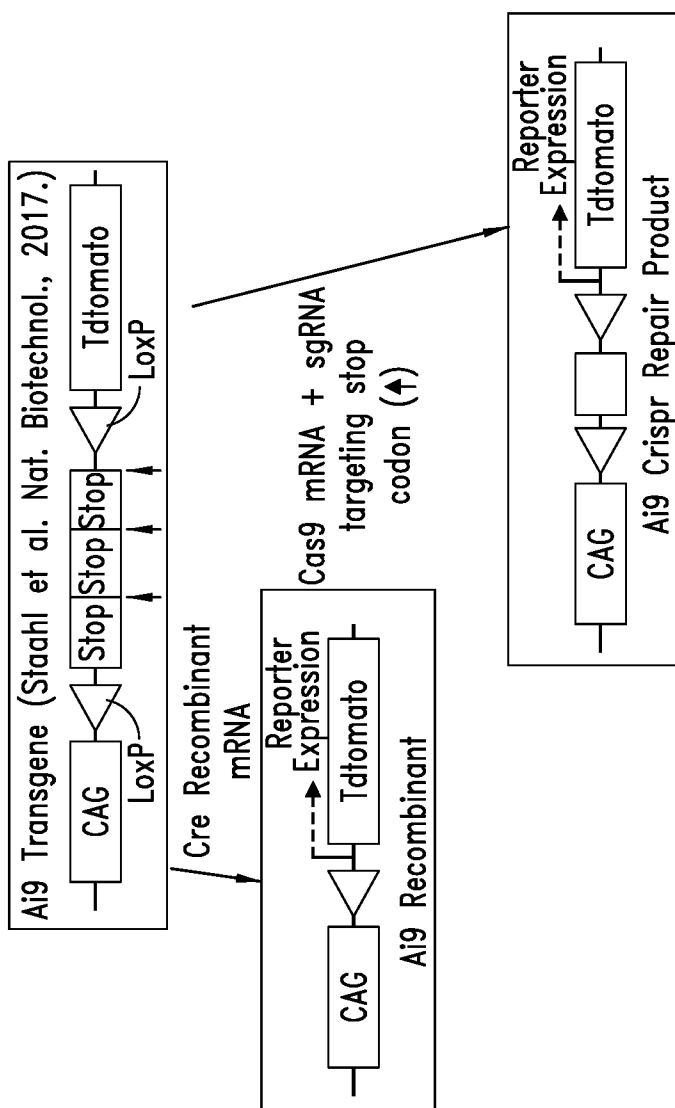 Ai9 Transgene (Staahl et al. Nat. Biotechnol., 2017.)
CAG
Stop Stop Stop
Tdtomato
LoxP
LoxP
Cre Recombinant
mRNA
Cas9 mRNA + sgRNA
targeting stop
codon (↑)
Reporter
Expression
CAG
Tdtomato
Ai9 Recombinant
Reporter
Expression
CAG
Tdtomato
Ai9 Crispr Repair Product